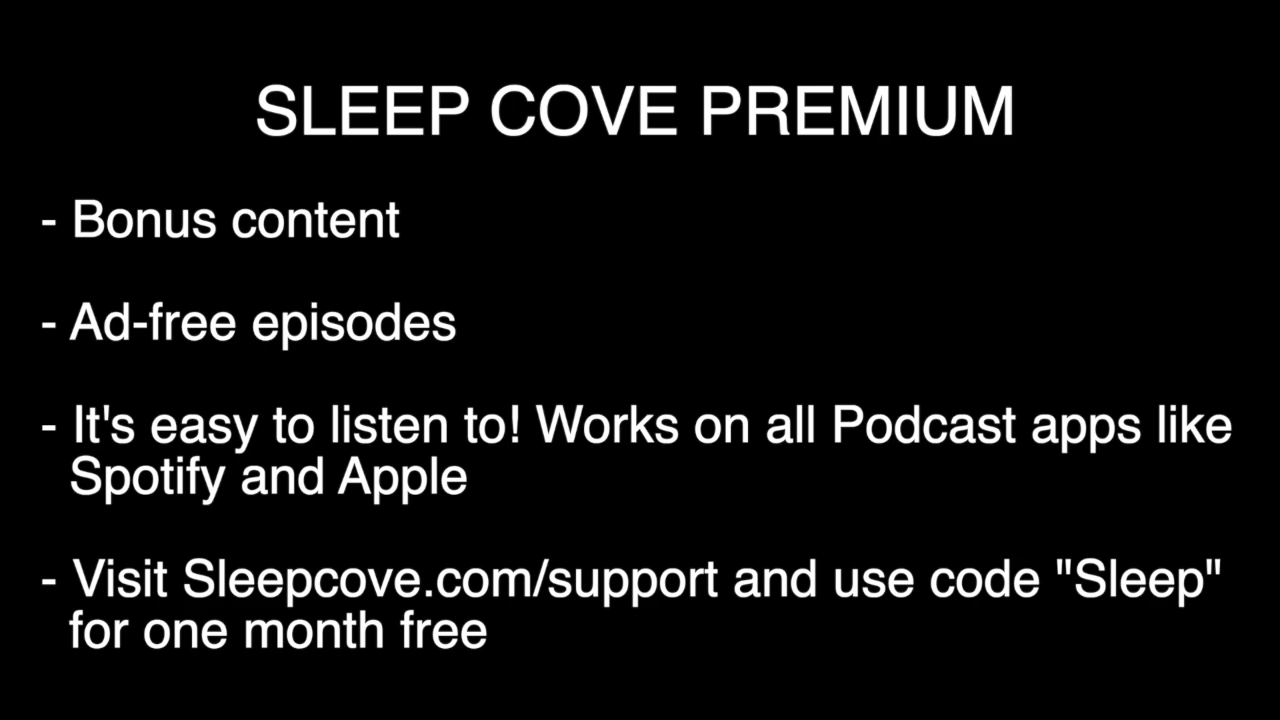 SLEEP COVE PREMIUM
- Bonus content
- Ad-free episodes
- It's easy to listen to! Works on all Podcast apps like
Spotify and Apple
- Visit Sleepcove.com/support and use code "Sleep"
for one month free